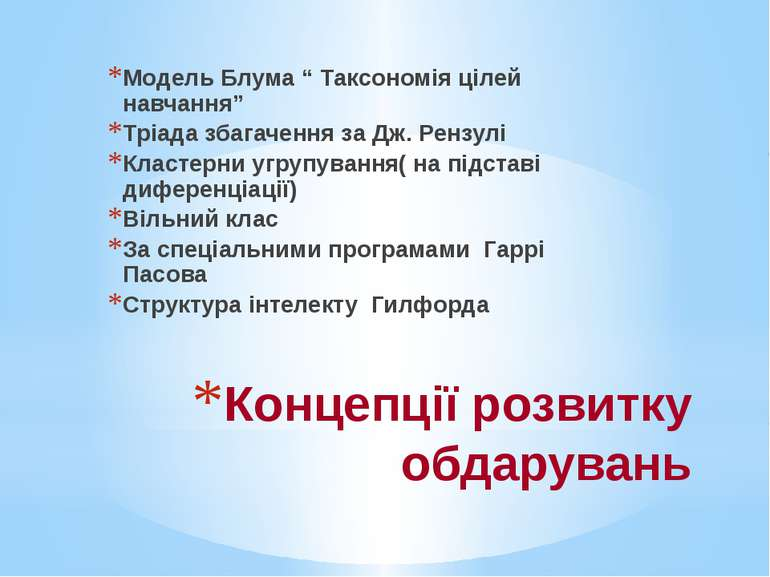 * Модель Блума “ Таксономія цілей
навчання”
* Тріада збагачення за Дж. Рензулі
* Кластерни угрупування( на підставі
диференціації)
* Вільний клас
* За спеціальними програмами Гаррі
Пасова
* Структура інтелекту Гилфорда
* Концепції розвитку
обдарувань